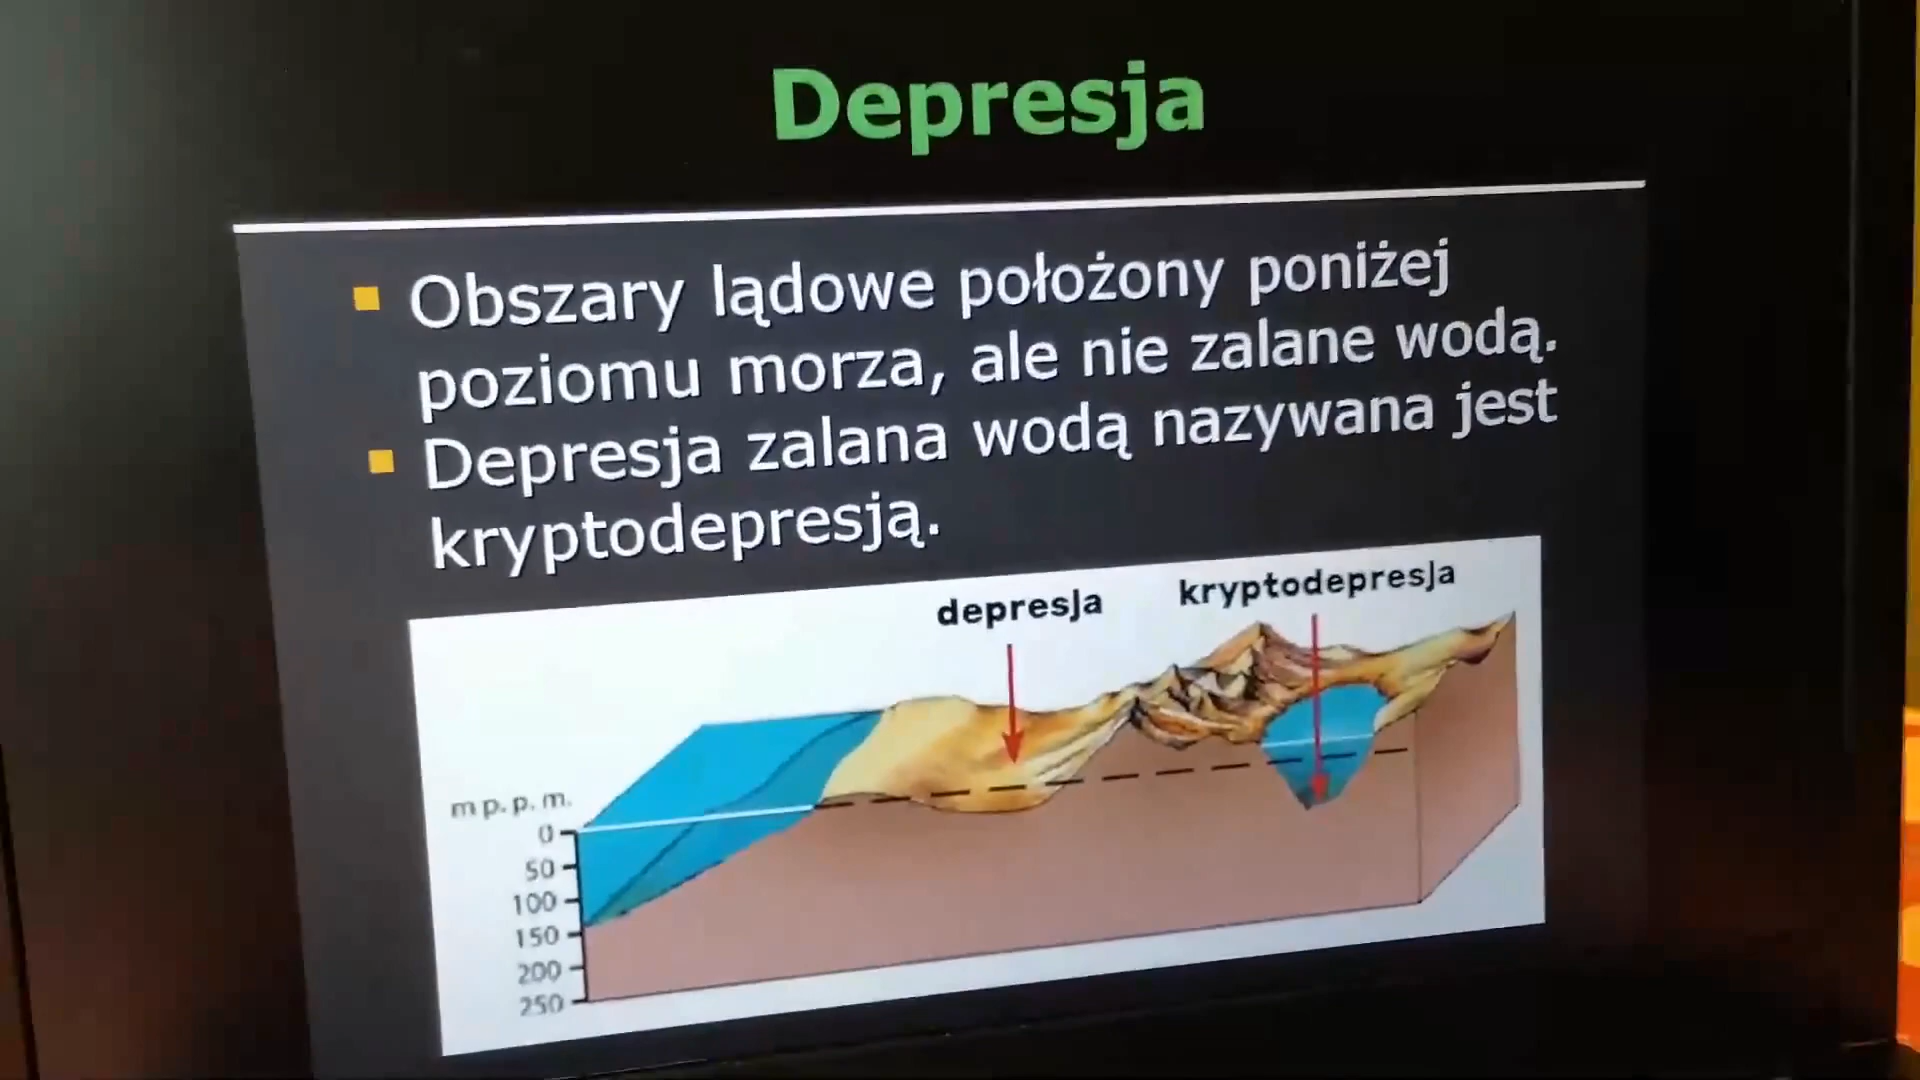 Depresja
Obszary lądowe położony poniżej
poziomu morza, ale nie zalane wodą.
Depresja zalana wodą nazywana jest
kryptodepresją.
depresja
kryptodepresja
m p. p. m.
0
50
100
150
200
250